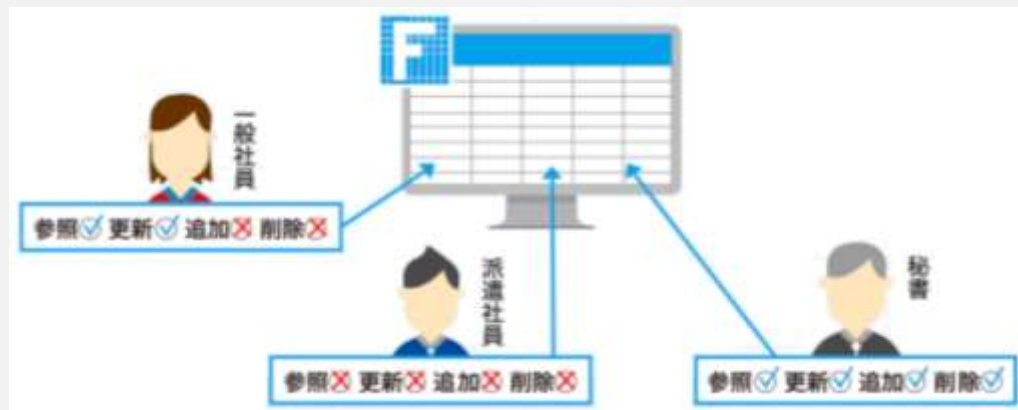 F
一般社員
参照 更新 追加 削除
派遣社員
参照 更新 追加 削除
秘書
参照 更新 追加 削除